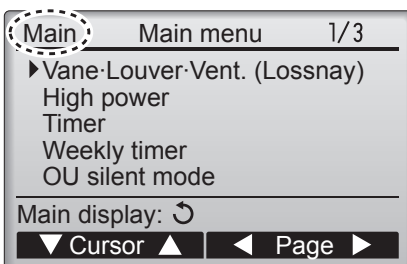 Main Main menu 1/3
Vane·Louver·Vent. (Lossnay)
High power
Timer
Weekly timer
OU silent mode
Main display:
Cursor Page